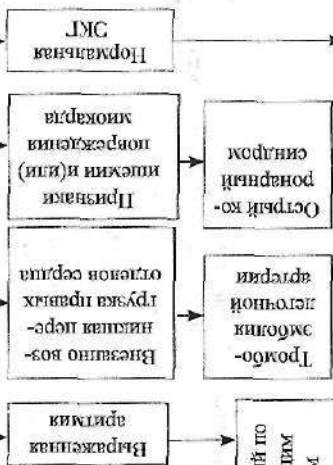 й по
Выраженная
аритмия
Тромбо-
эмболия
легочной
артерии
Внезапно воз-
никшая пере-
грузка правых
отделов сердца
Острый ко-
ронарный
синдром
Признаки
ишемии и(или)
повреждения
миокарда
Нормальная
ЭКГ